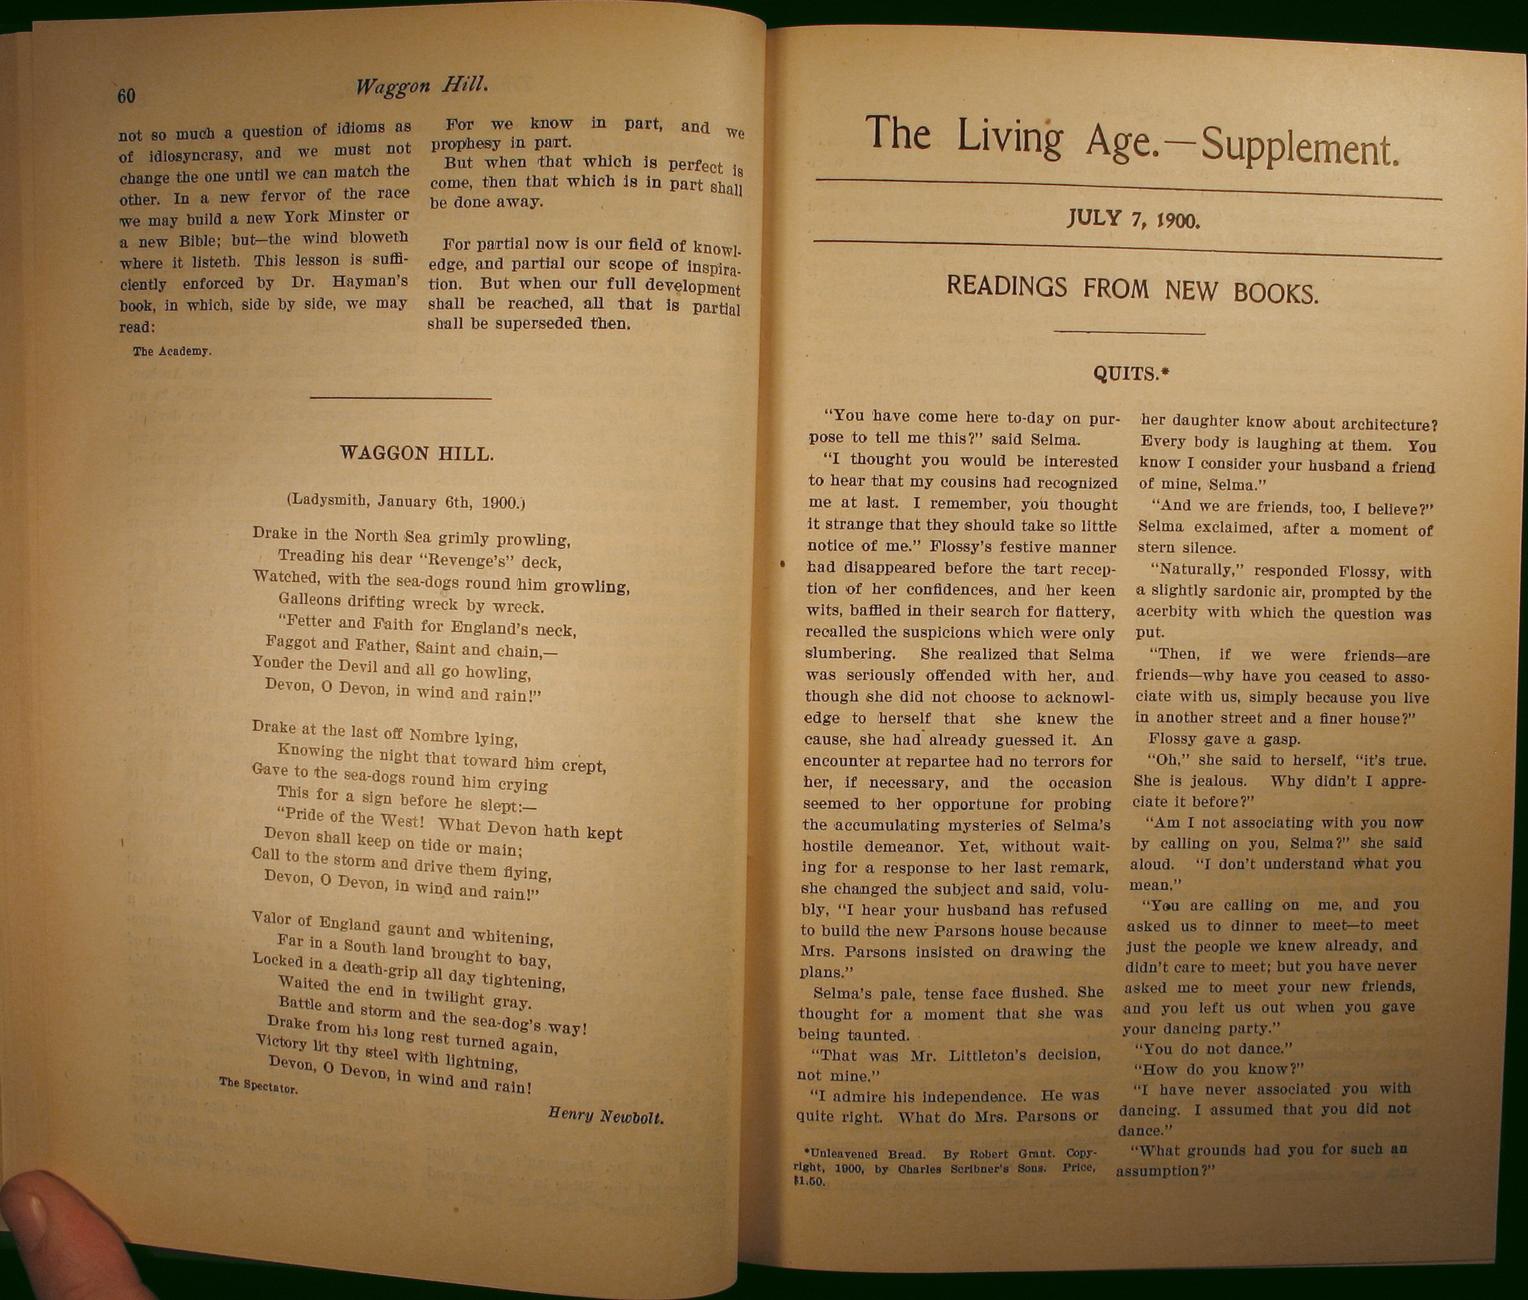 60
Waggon Hill.
not so much a question of idioms as
of idiosyncrasy, and we must not
change the one until we can match the
other. In a new fervor of the race
we may build a new York Minster or
a new Bible; but—the wind bloweth
where it listeth. This lesson is suffi-
ciently enforced by Dr. Hayman's
book, in which, side by side, we may
read:
The Academy.
For we know in part, and we
prophesy in part.
But when that which is perfect is
come, then that which is in part shall
be done away.
For partial now is our field of knowl-
edge, and partial our scope of inspira-
tion. But when our full development
shall be reached, all that is partial
shall be superseded then.
WAGGON HILL.
(Ladysmith, January 6th, 1900.)
Drake in the North Sea grimly prowling,
Treading his dear "Revenge's" deck,
Watched, with the sea-dogs round him growling,
Galleons drifting wreck by wreck.
"Fetter and Faith for England's neck,
Faggot and Father, Saint and chain,—
Yonder the Devil and all go howling,
Devon, O Devon, in wind and rain!"
Drake at the last off Nombre lying,
Knowing the night that toward him crept,
Gave to the sea-dogs round him crying
This for a sign before he slept:—
"Pride of the West! What Devon hath kept
Devon shall keep on tide or main;
Call to the storm and drive them flying,
Devon, O Devon, in wind and rain!"
Valor of England gaunt and whitening,
Far in a South land brought to bay,
Locked in a death-grip all day tightening,
Waited the end in twilight gray.
Battle and storm and the sea-dog's way!
Drake from his long rest turned again,
Victory lit thy steel with lightning,
Devon, O Devon, in wind and rain!
The Spectator.
Henry Newbolt.
The Living Age.—Supplement.
JULY 7, 1900.
READINGS FROM NEW BOOKS.
QUITS.*
"You have come here to-day on pur-
pose to tell me this?" said Selma.
"I thought you would be interested
to hear that my cousins had recognized
me at last. I remember, you thought
it strange that they should take so little
notice of me." Flossy's festive manner
had disappeared before the tart recep-
tion of her confidences, and her keen
wits, baffled in their search for flattery,
recalled the suspicions which were only
slumbering. She realized that Selma
was seriously offended with her, and
though she did not choose to acknowl-
edge to herself that she knew the
cause, she had already guessed it. An
encounter at repartee had no terrors for
her, if necessary, and the occasion
seemed to her opportune for probing
the accumulating mysteries of Selma's
hostile demeanor. Yet, without wait-
ing for a response to her last remark,
she changed the subject and said, volu-
bly, "I hear your husband has refused
to build the new Parsons house because
Mrs. Parsons insisted on drawing the
plans."
Selma's pale, tense face flushed. She
thought for a moment that she was
being taunted.
"That was Mr. Littleton's decision,
not mine."
"I admire his independence. He was
quite right. What do Mrs. Parsons or
*Unleavened Bread. By Robert Grant. Copy-
right, 1900, by Charles Scribner's Sons. Price,
$1.50.
her daughter know about architecture?
Every body is laughing at them. You
know I consider your husband a friend
of mine, Selma."
"And we are friends, too, I believe?"
Selma exclaimed, after a moment of
stern silence.
"Naturally," responded Flossy, with
a slightly sardonic air, prompted by the
acerbity with which the question was
put.
"Then, if we were friends—are
friends—why have you ceased to asso-
ciate with us, simply because you live
in another street and a finer house?"
Flossy gave a gasp.
"Oh," she said to herself, "it's true.
She is jealous. Why didn't I appre-
ciate it before?"
"Am I not associating with you now
by calling on you, Selma?" she said
aloud. "I don't understand what you
mean."
"You are calling on me, and you
asked us to dinner to meet—to meet
just the people we knew already, and
didn't care to meet; but you have never
asked me to meet your new friends,
and you left us out when you gave
your dancing party."
"You do not dance."
"How do you know?"
"I have never associated you with
dancing. I assumed that you did not
dance."
"What grounds had you for such an
assumption?"